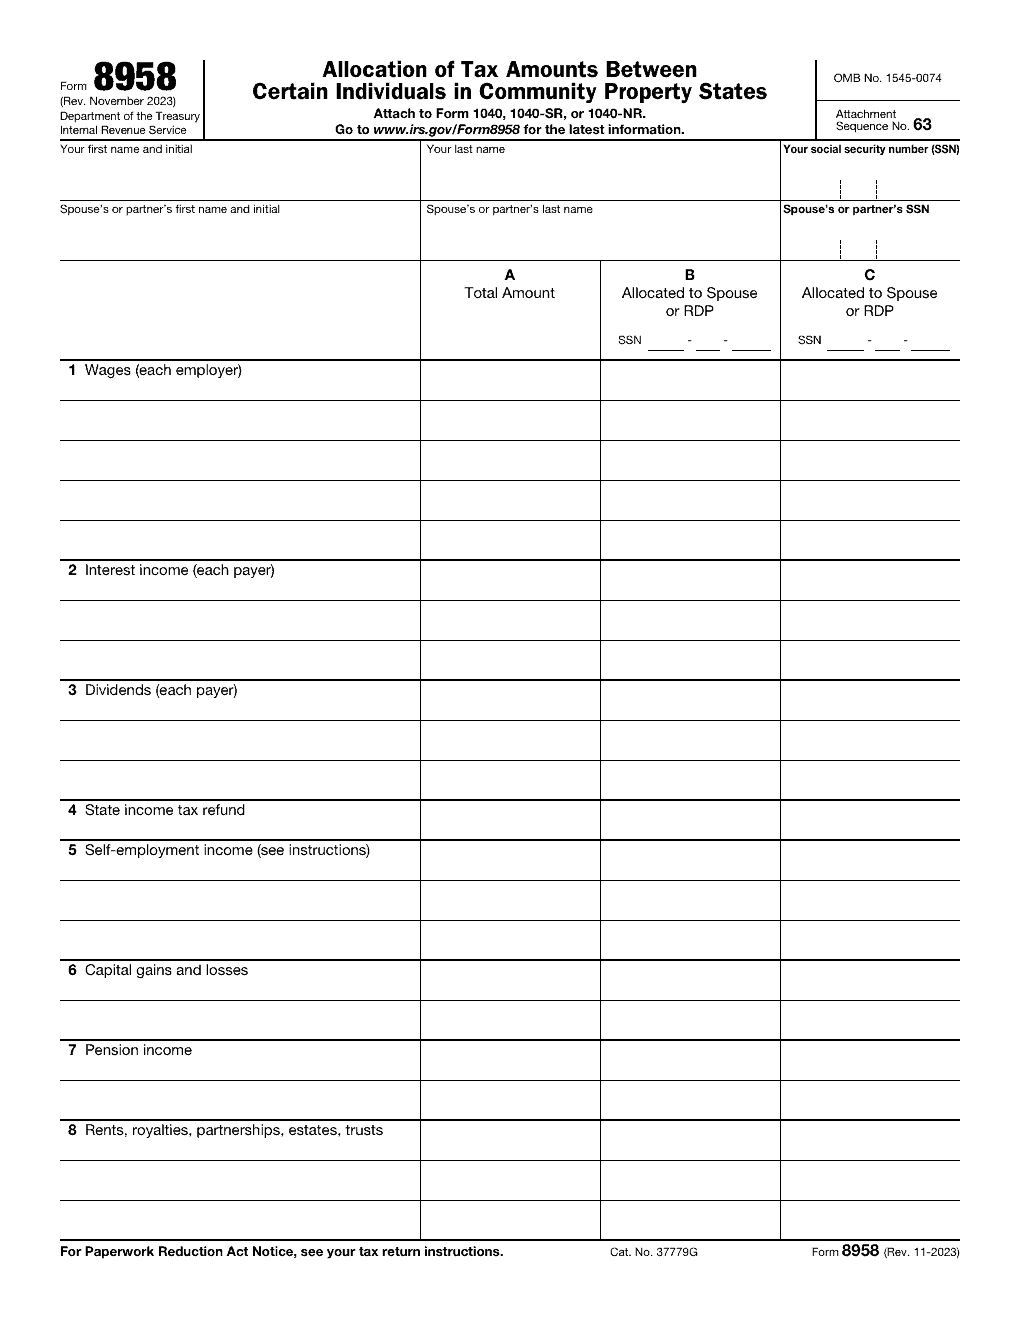 Form 8958
(Rev. November 2023)
Department of the Treasury
Internal Revenue Service
Allocation of Tax Amounts Between
Certain Individuals in Community Property States
Attach to Form 1040, 1040-SR, or 1040-NR.
Go to www.irs.gov/Form8958 for the latest information.
OMB No. 1545-0074
Attachment
Sequence No. 63
Your first name and initial
Your last name
Your social security number (SSN)
Spouse's or partner's first name and initial
Spouse's or partner's last name
Spouse's or partner's SSN
A
Total Amount
B
Allocated to Spouse
or RDP
SSN - -
C
Allocated to Spouse
or RDP
SSN - -
1 Wages (each employer)
2 Interest income (each payer)
3 Dividends (each payer)
4 State income tax refund
5 Self-employment income (see instructions)
6 Capital gains and losses
7 Pension income
8 Rents, royalties, partnerships, estates, trusts
For Paperwork Reduction Act Notice, see your tax return instructions.
Cat. No. 37779G
Form 8958 (Rev. 11-2023)